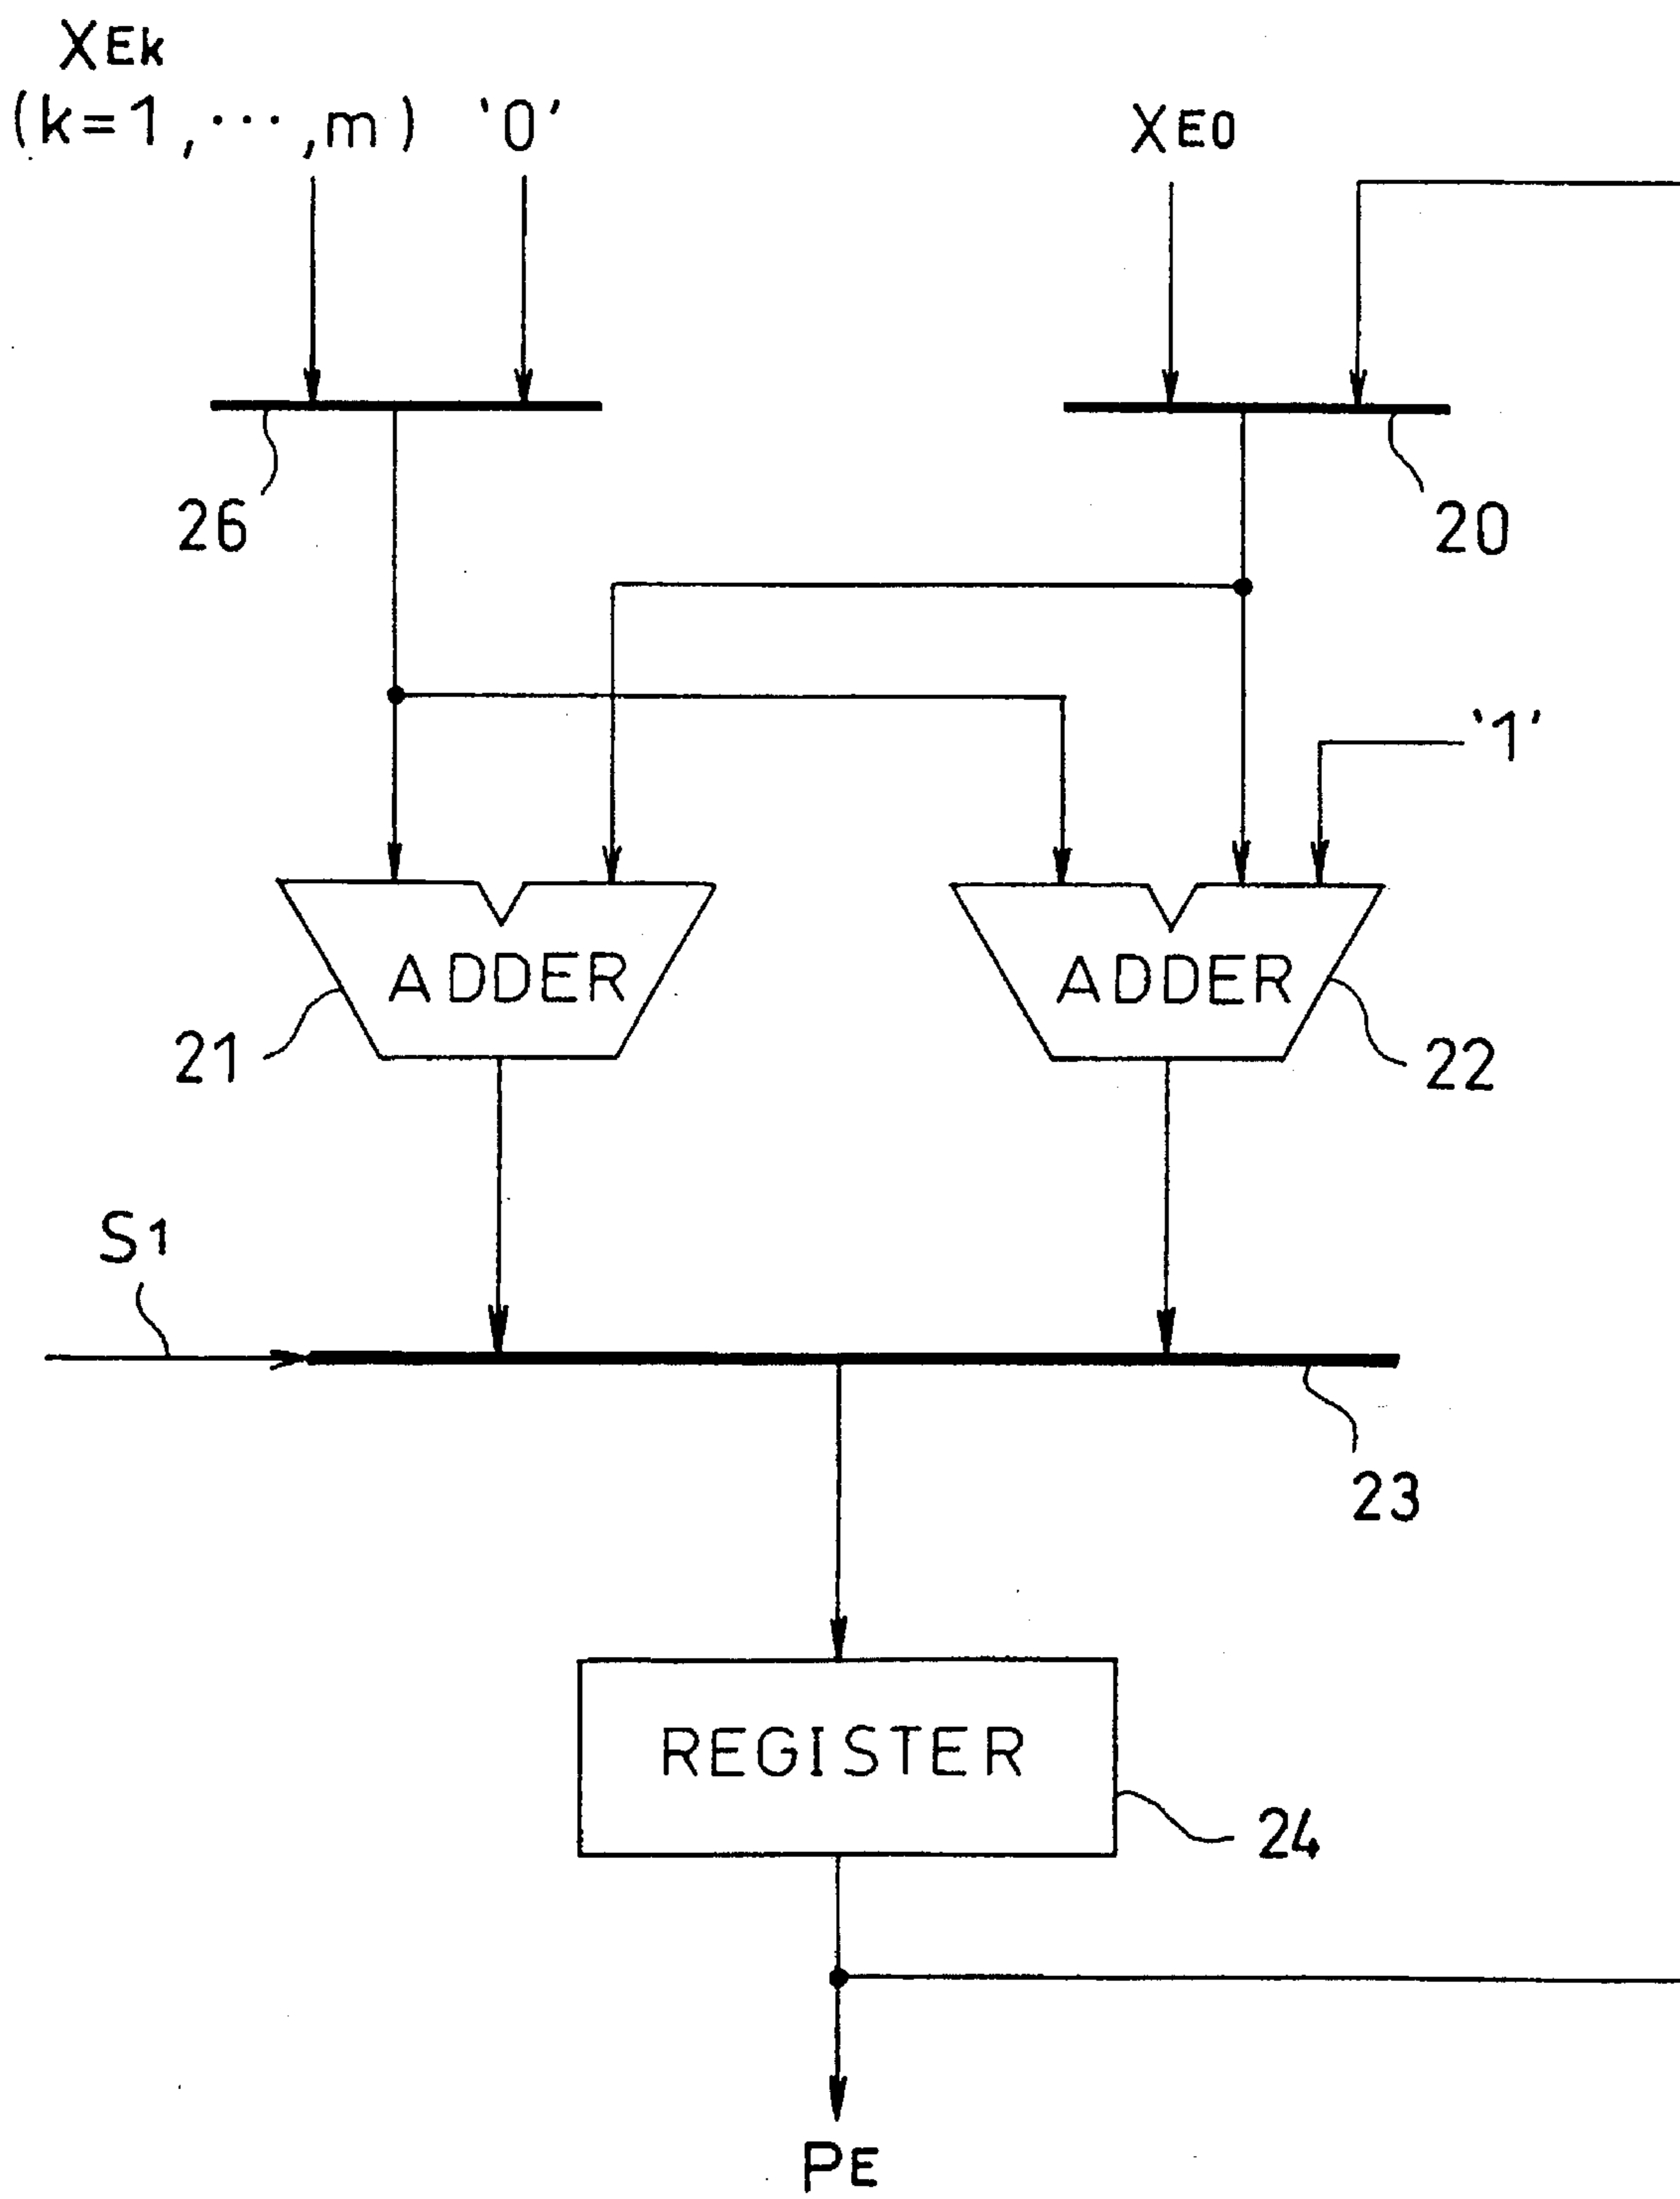 XEk
(k=1,···,m) '0'
XE0
26
20
'1'
ADDER
ADDER
21
22
S1
23
REGISTER
24
PE